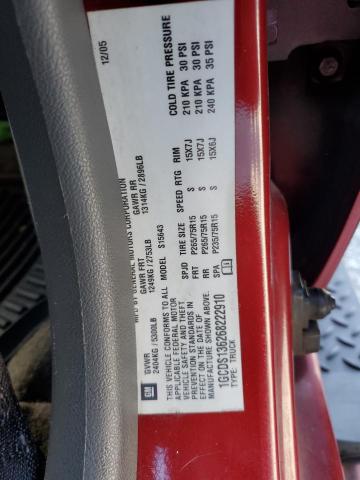 12/05
MFD BY GENERAL MOTORS CORPORATION
GVWR GAWR FRT GAWR RR
2404KG / 5300LB 1249KG / 2753LB 1314KG / 2896LB
THIS VEHICLE CONFORMS TO ALL
APPLICABLE FEDERAL MOTOR
VEHICLE SAFETY AND THEFT
PREVENTION STANDARDS IN
EFFECT ON THE DATE OF
MANUFACTURE SHOWN ABOVE.
1GCDS136268222910
TYPE: TRUCK
MODEL: S15643
SPJD TIRE SIZE SPEED RTG RIM COLD TIRE PRESSURE
FRT P265/75R15 S 15X7J 210 KPA 30 PSI
RR P265/75R15 S 15X7J 210 KPA 30 PSI
SPA P235/75R15 S 15X6J 240 KPA 35 PSI
GM